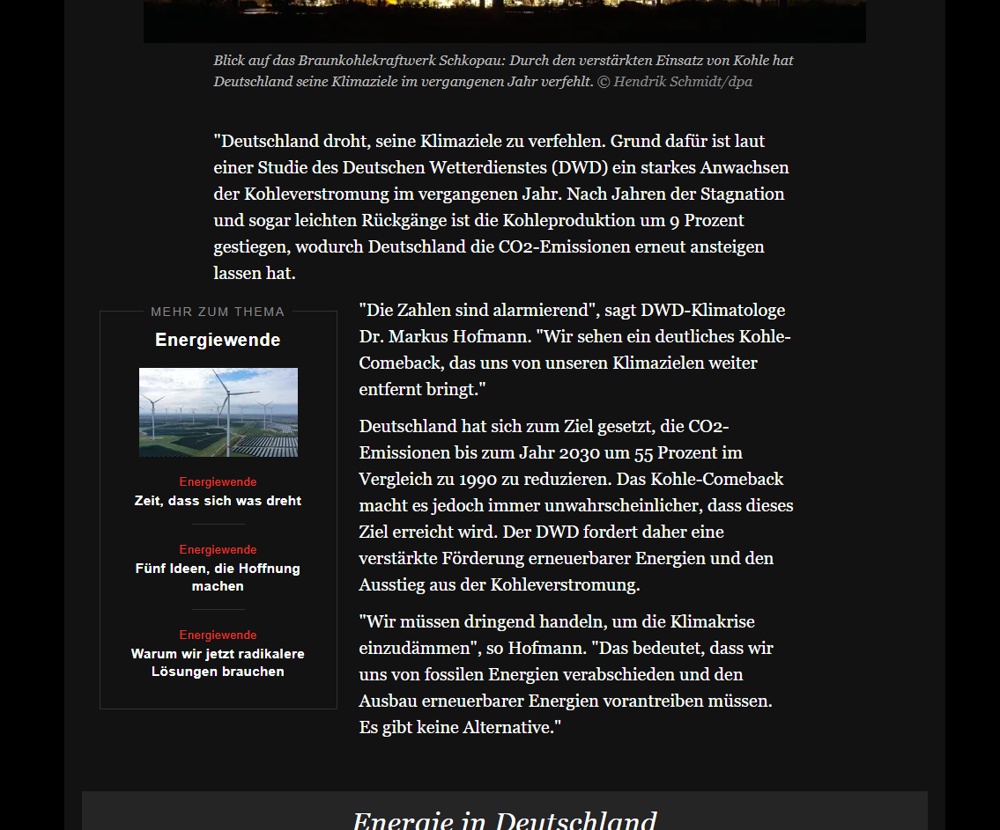 Blick auf das Braunkohlekraftwerk Schkopau: Durch den verstärkten Einsatz von Kohle hat
Deutschland seine Klimaziele im vergangenen Jahr verfehlt. © Hendrik Schmidt/dpa
"Deutschland droht, seine Klimaziele zu verfehlen. Grund dafür ist laut
einer Studie des Deutschen Wetterdienstes (DWD) ein starkes Anwachsen
der Kohleverstromung im vergangenen Jahr. Nach Jahren der Stagnation
und sogar leichten Rückgänge ist die Kohleproduktion um 9 Prozent
gestiegen, wodurch Deutschland die CO2-Emissionen erneut ansteigen
lassen hat.
MEHR ZUM THEMA
Energiewende
Energiewende
Zeit, dass sich was dreht
Energiewende
Fünf Ideen, die Hoffnung
machen
Energiewende
Warum wir jetzt radikalere
Lösungen brauchen
"Die Zahlen sind alarmierend", sagt DWD-Klimatologe
Dr. Markus Hofmann. "Wir sehen ein deutliches Kohle-
Comeback, das uns von unseren Klimazielen weiter
entfernt bringt."
Deutschland hat sich zum Ziel gesetzt, die CO2-
Emissionen bis zum Jahr 2030 um 55 Prozent im
Vergleich zu 1990 zu reduzieren. Das Kohle-Comeback
macht es jedoch immer unwahrscheinlicher, dass dieses
Ziel erreicht wird. Der DWD fordert daher eine
verstärkte Förderung erneuerbarer Energien und den
Ausstieg aus der Kohleverstromung.
"Wir müssen dringend handeln, um die Klimakrise
einzudämmen", so Hofmann. "Das bedeutet, dass wir
uns von fossilen Energien verabschieden und den
Ausbau erneuerbarer Energien vorantreiben müssen.
Es gibt keine Alternative."
Energie in Deutschland